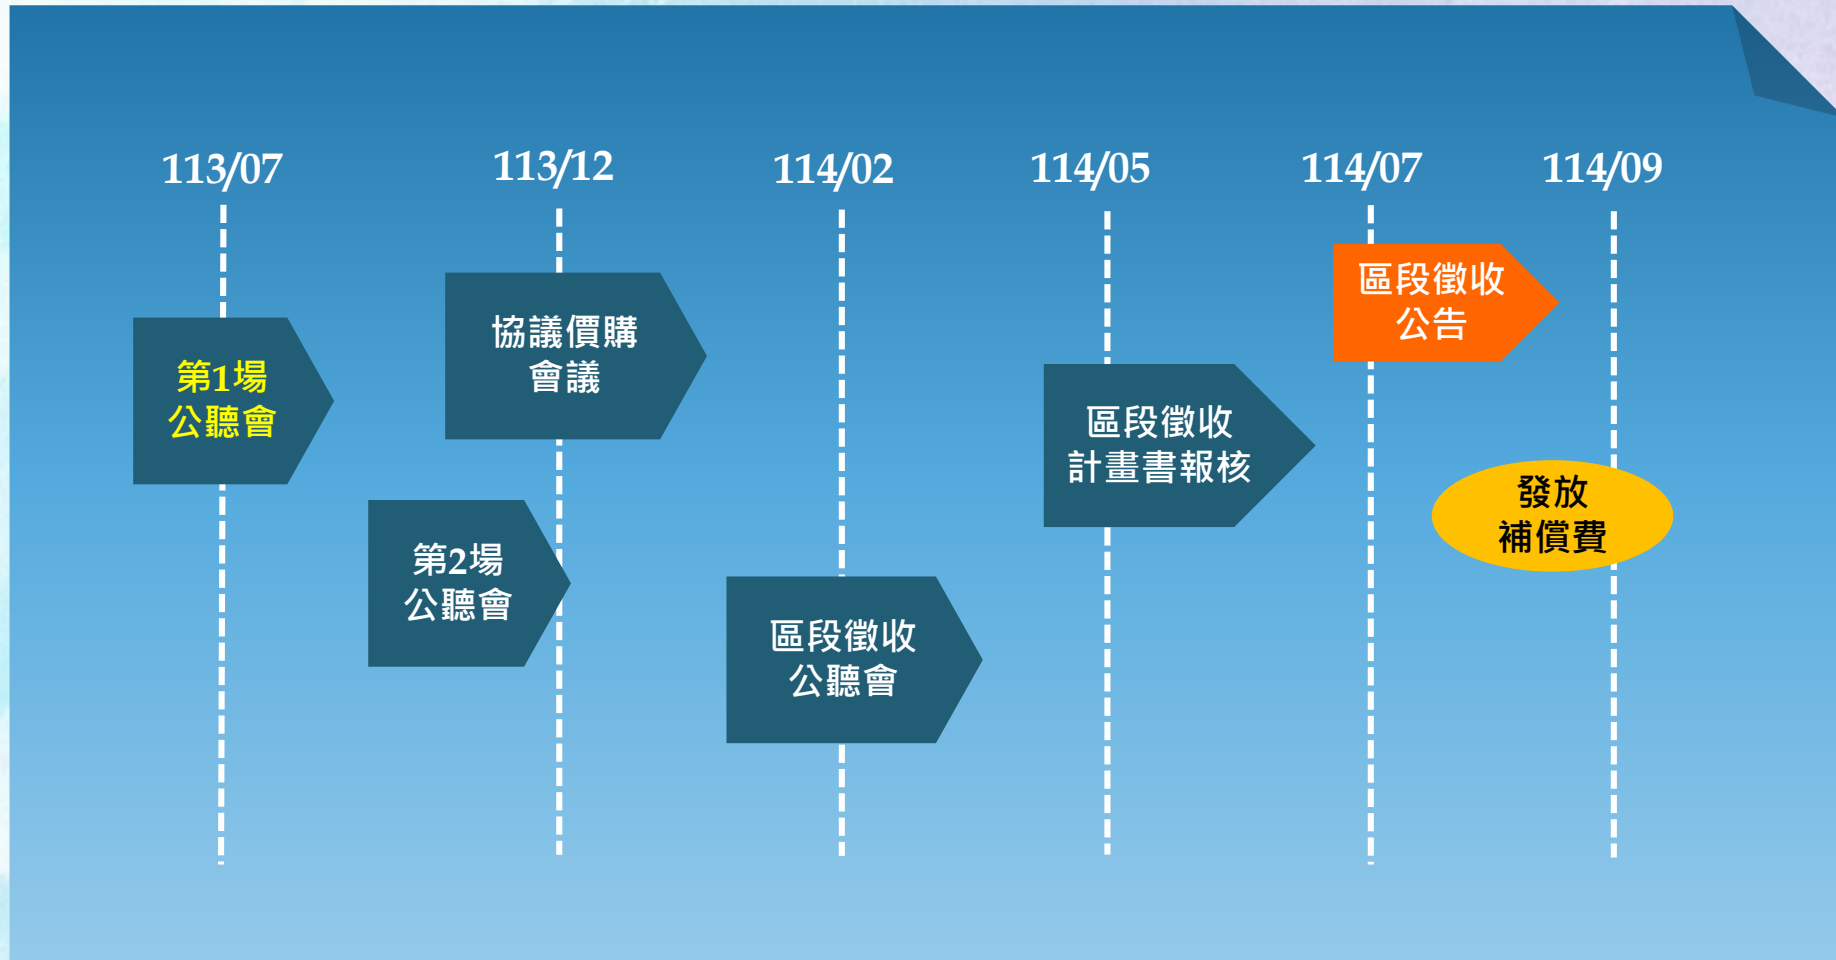 113/07
113/12
114/02
114/05
114/07
114/09
第1場
公聽會
協議價購
會議
第2場
公聽會
區段徵收
公聽會
區段徵收
計畫書報核
區段徵收
公告
發放
補償費